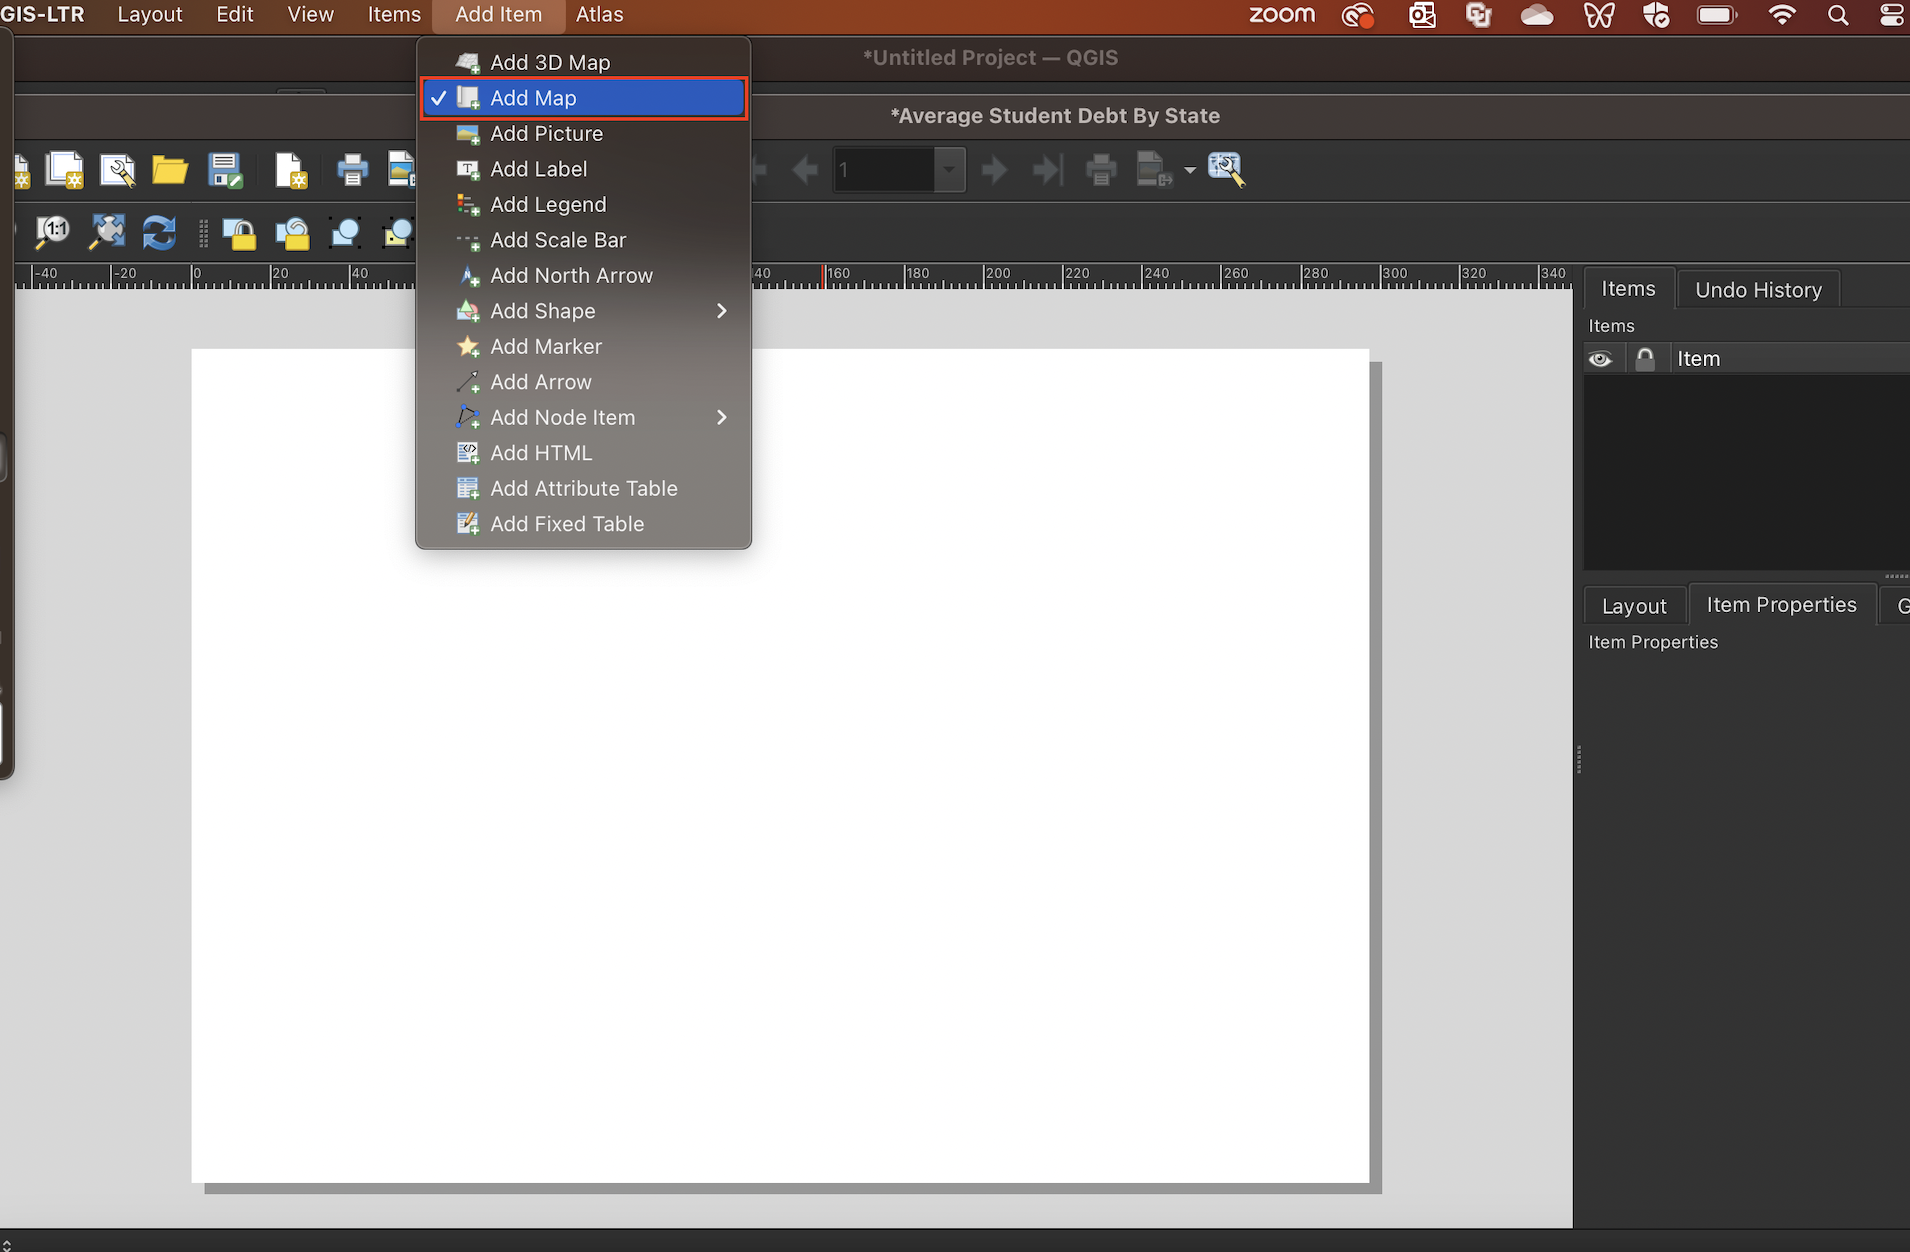 GIS-LTR Layout Edit View Items Add Item Atlas zoom
*Untitled Project — QGIS
*Average Student Debt By State
Add 3D Map
Add Map
Add Picture
Add Label
Add Legend
Add Scale Bar
Add North Arrow
Add Shape
Add Marker
Add Arrow
Add Node Item
Add HTML
Add Attribute Table
Add Fixed Table
1
1:1
-40 -20 0 20 40 40 160 180 200 220 240 260 280 300 320 340
Items Undo History
Items
Item
Layout Item Properties G
Item Properties